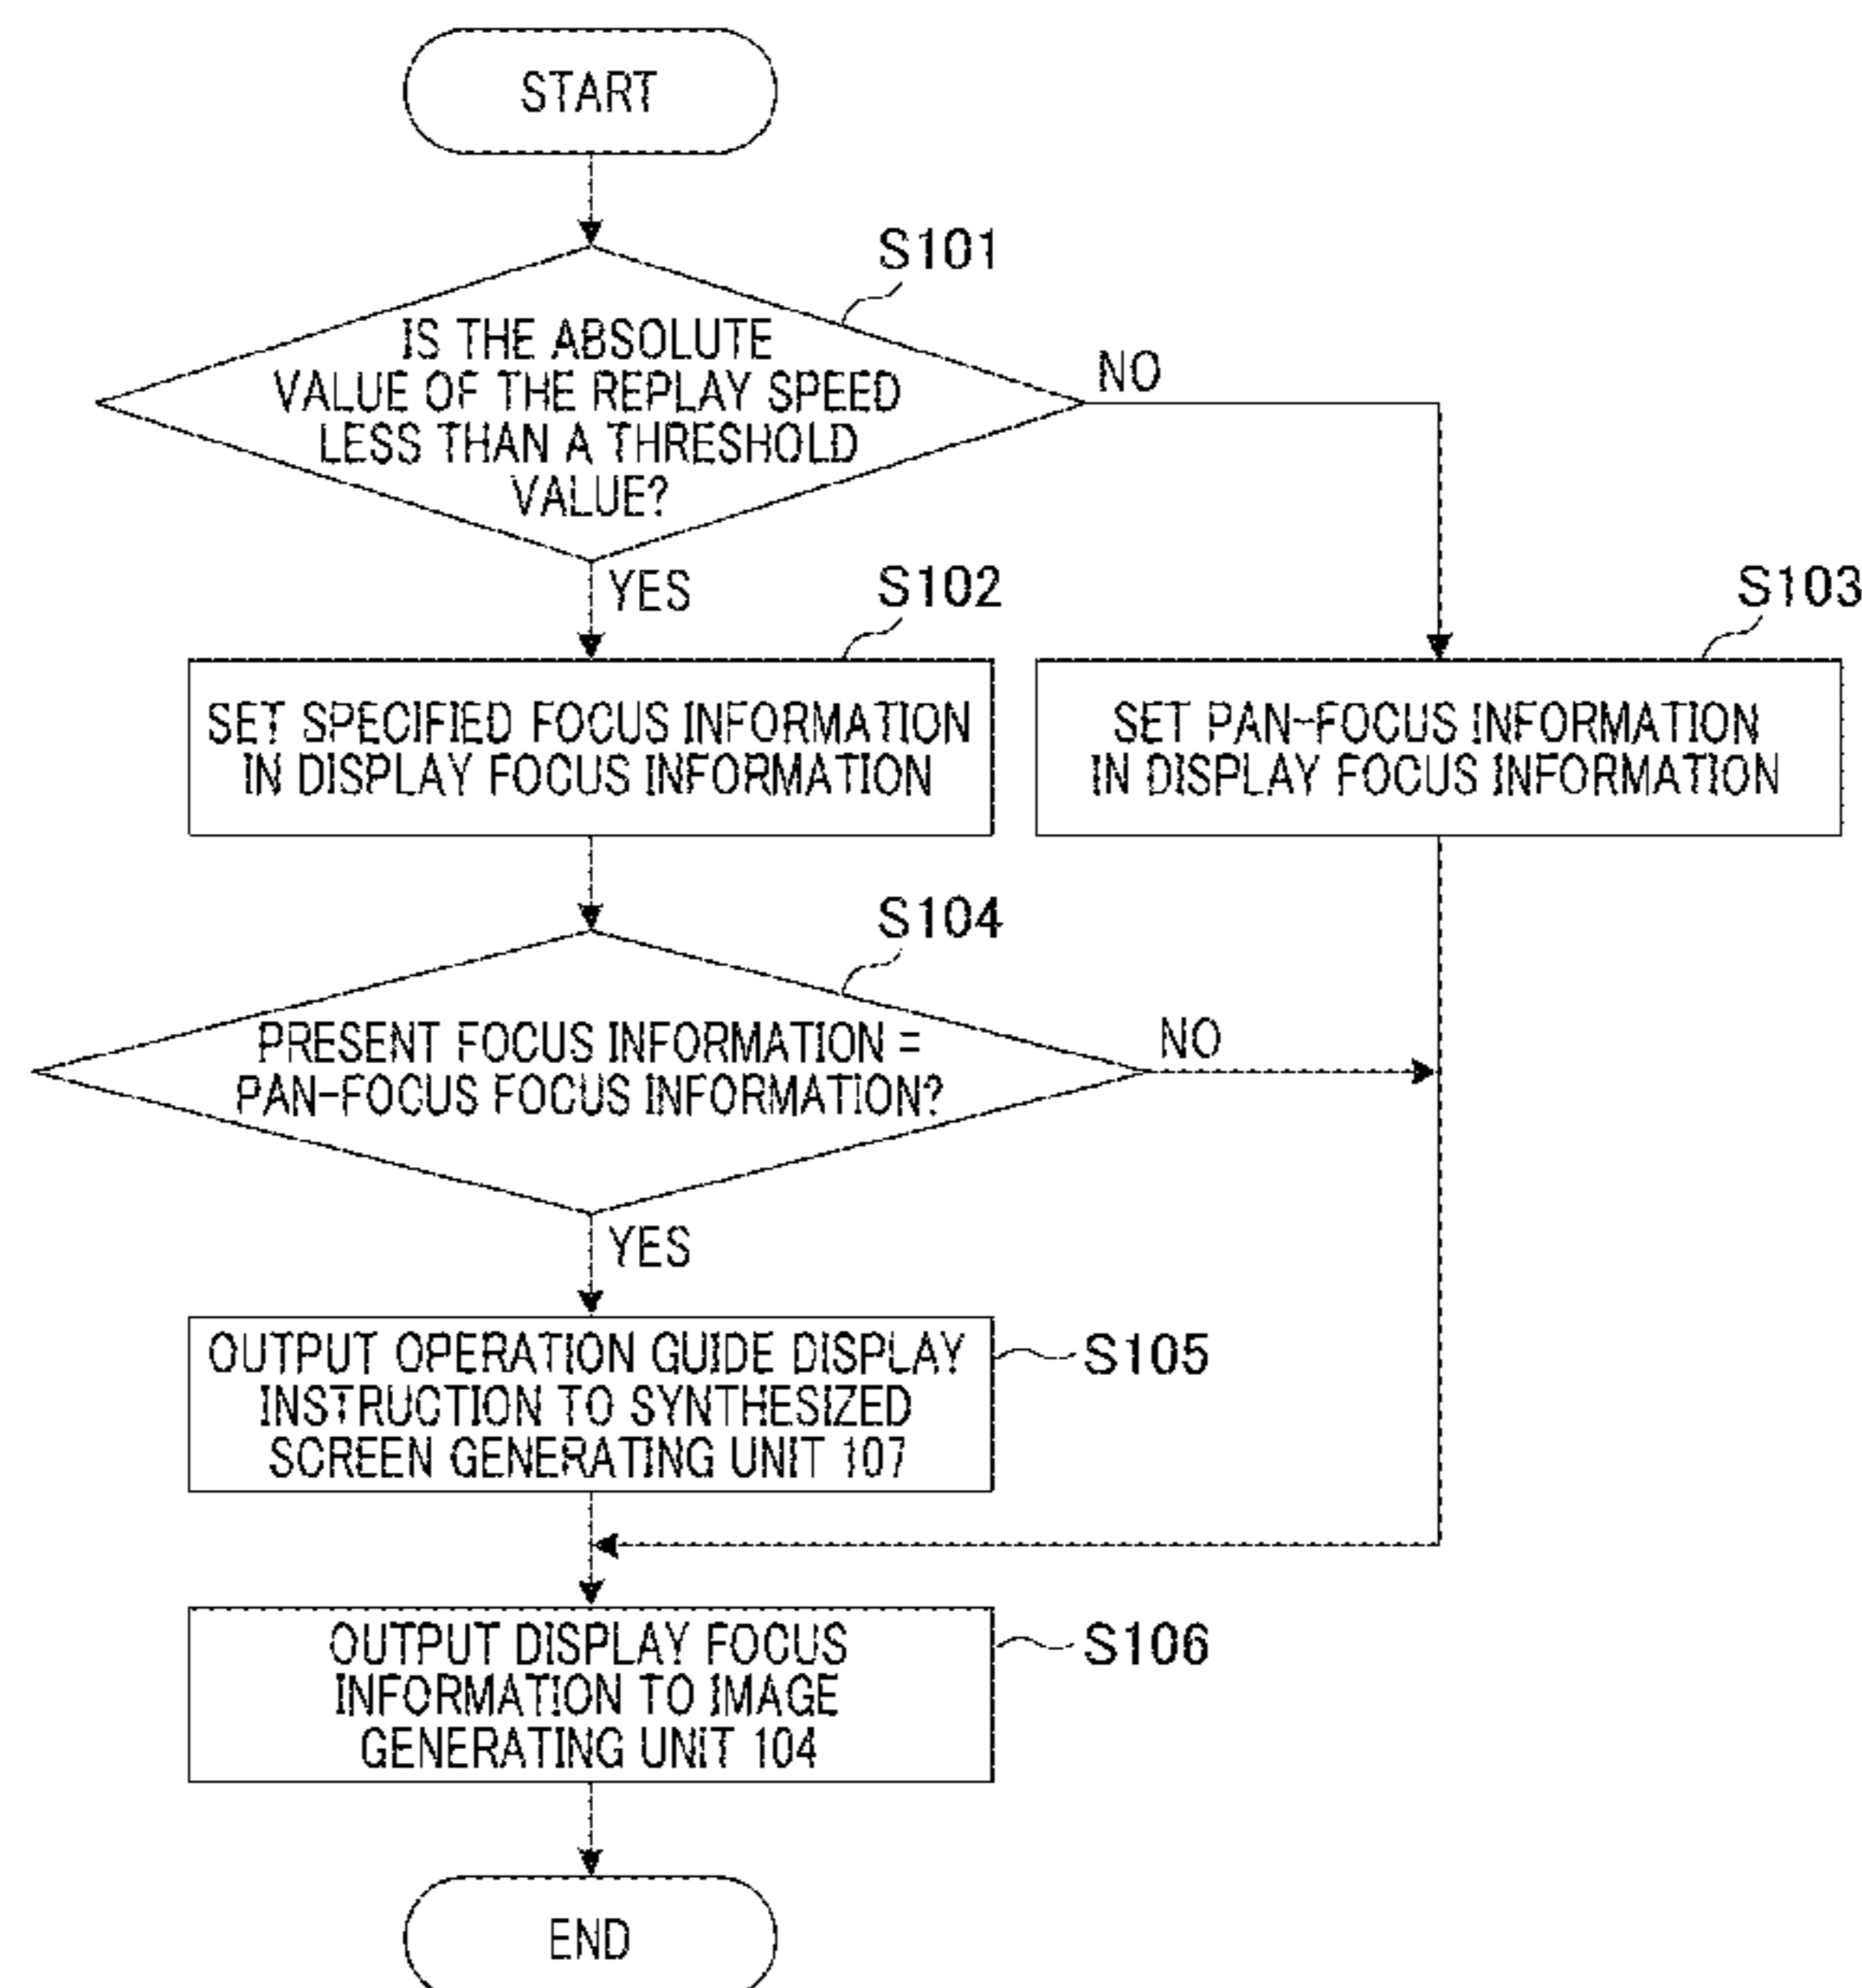 START
S101
IS THE ABSOLUTE
VALUE OF THE REPLAY SPEED
LESS THAN A THRESHOLD
VALUE?
NO
YES
S102
SET SPECIFIED FOCUS INFORMATION
IN DISPLAY FOCUS INFORMATION
S103
SET PAN-FOCUS INFORMATION
IN DISPLAY FOCUS INFORMATION
S104
PRESENT FOCUS INFORMATION =
PAN-FOCUS FOCUS INFORMATION?
NO
YES
OUTPUT OPERATION GUIDE DISPLAY
INSTRUCTION TO SYNTHESIZED
SCREEN GENERATING UNIT 107
S105
OUTPUT DISPLAY FOCUS
INFORMATION TO IMAGE
GENERATING UNIT 104
S106
END